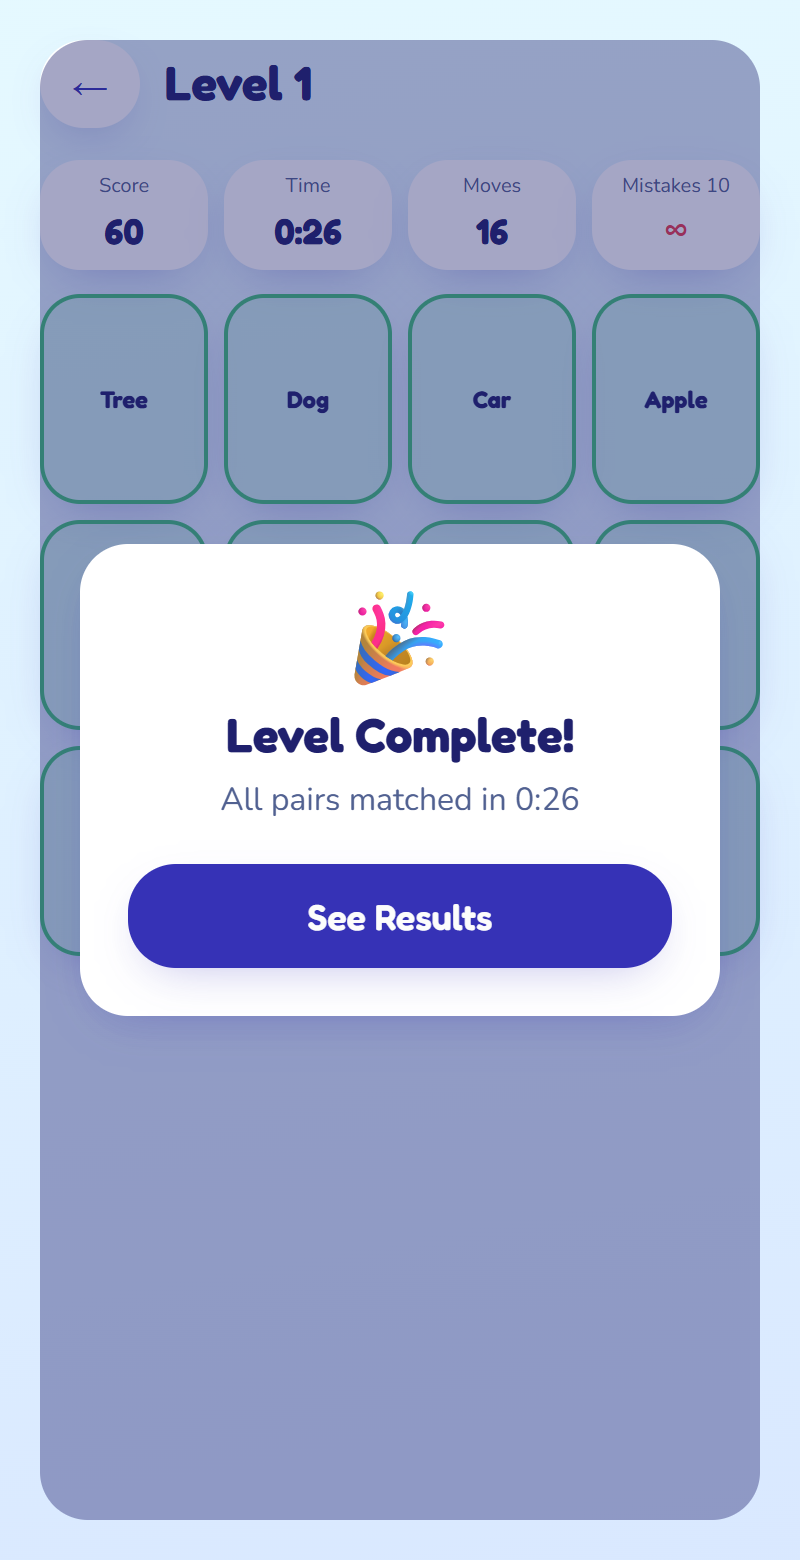 ← Level 1
Score Time Moves Mistakes 10
60 0:26 16 ∞
Tree Dog Car Apple
Level Complete!
All pairs matched in 0:26
See Results